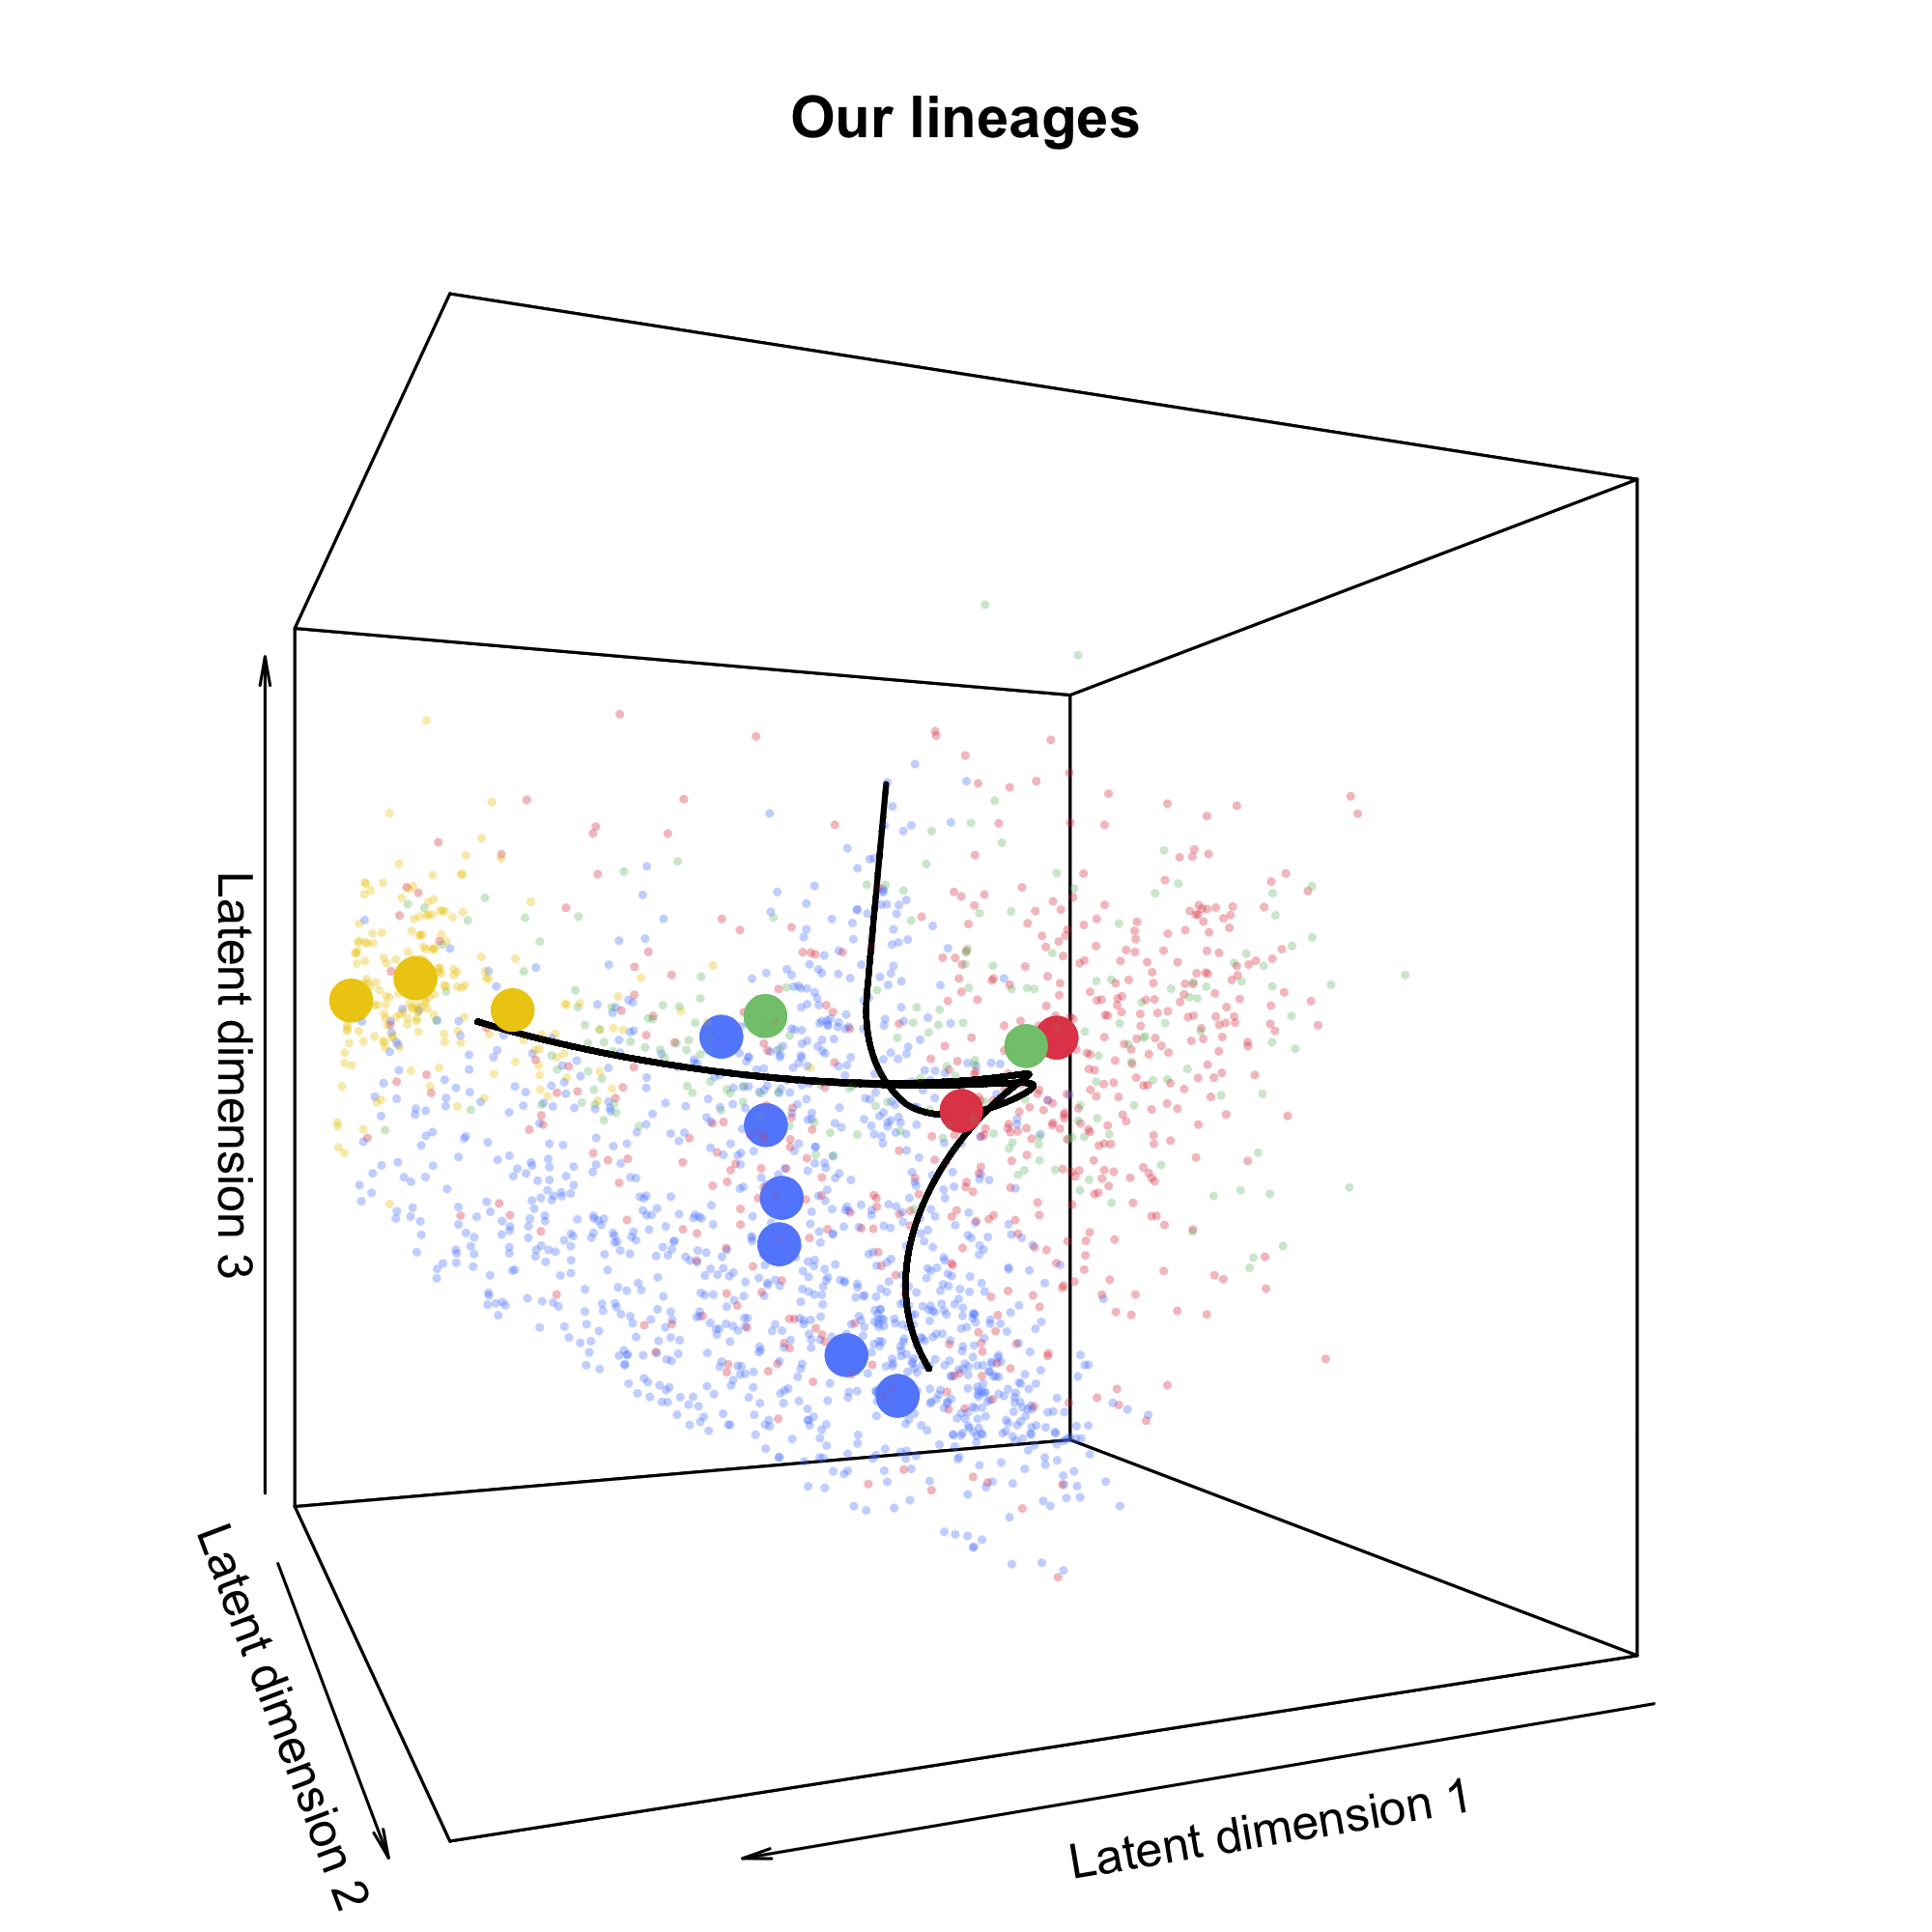 Our lineages
Latent dimension 3
Latent dimension 2
Latent dimension 1